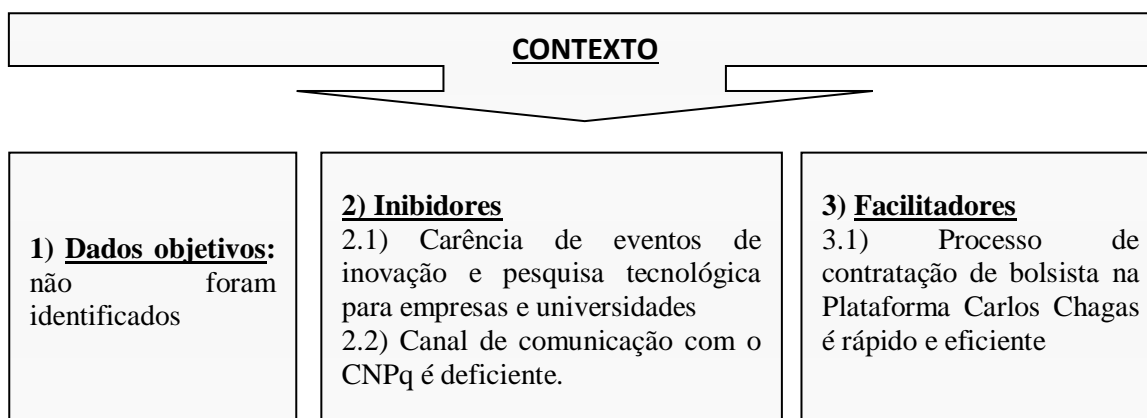 CONTEXTO
1) Dados objetivos:
não foram
identificados
2) Inibidores
2.1) Carência de eventos de
inovação e pesquisa tecnológica
para empresas e universidades
2.2) Canal de comunicação com o
CNPq é deficiente.
3) Facilitadores
3.1) Processo de
contratação de bolsista na
Plataforma Carlos Chagas
é rápido e eficiente